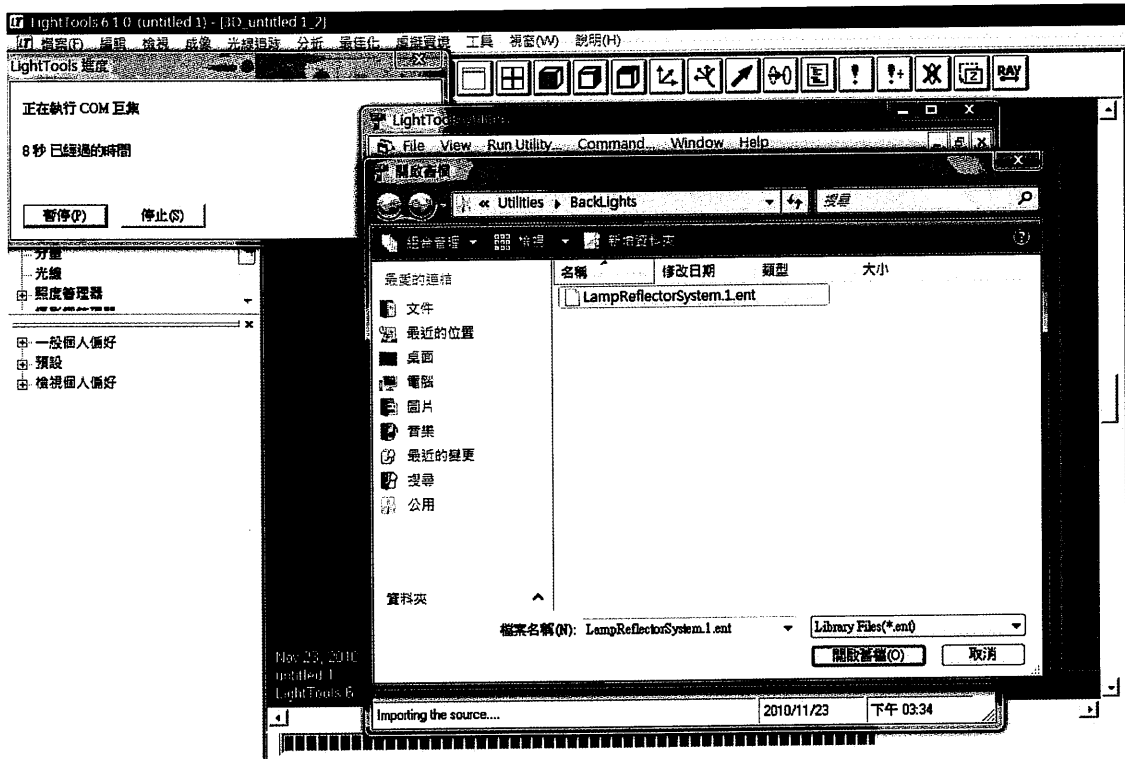 LightTools 6.1.0 (untitled 1) - [3D_untitled 1_2]
檔案(F) 編輯 檢視 成像 光線追跡 分析 最佳化 虛擬實境 工具 視窗(W) 說明(H)
LightTools 進度
正在執行 COM 巨集
8 秒 已經過的時間
暫停(P) 停止(S)
分量
光線
照度管理器
一般個人偏好
預設
檢視個人偏好
RAY
File View Run Utility... Command... Window Help
開啟舊檔
« Utilities ▸ BackLights
搜尋
組合管理 檢視 新增資料夾
最愛的連結
文件
最近的位置
桌面
電腦
圖片
音樂
最近的變更
搜尋
公用
資料夾
名稱 修改日期 類型 大小
LampReflectorSystem.1.ent
檔案名稱(N): LampReflectorSystem.1.ent
Library Files(*.ent)
開啟舊檔(O) 取消
Nov 23, 2010
untitled 1
LightTools 6
Importing the source.... 2010/11/23 下午 03:34